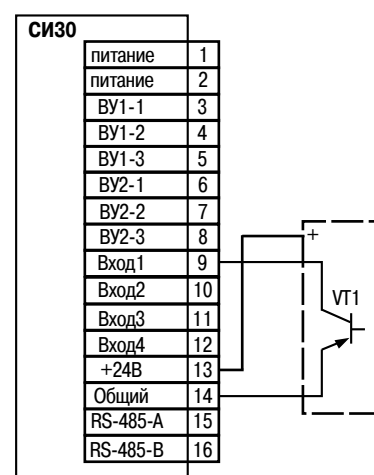 СИ30
питание 1
питание 2
ВУ1-1 3
ВУ1-2 4
ВУ1-3 5
ВУ2-1 6
ВУ2-2 7
ВУ2-3 8
Вход1 9
Вход2 10
Вход3 11
Вход4 12
+24В 13
Общий 14
RS-485-А 15
RS-485-В 16
+
VT1